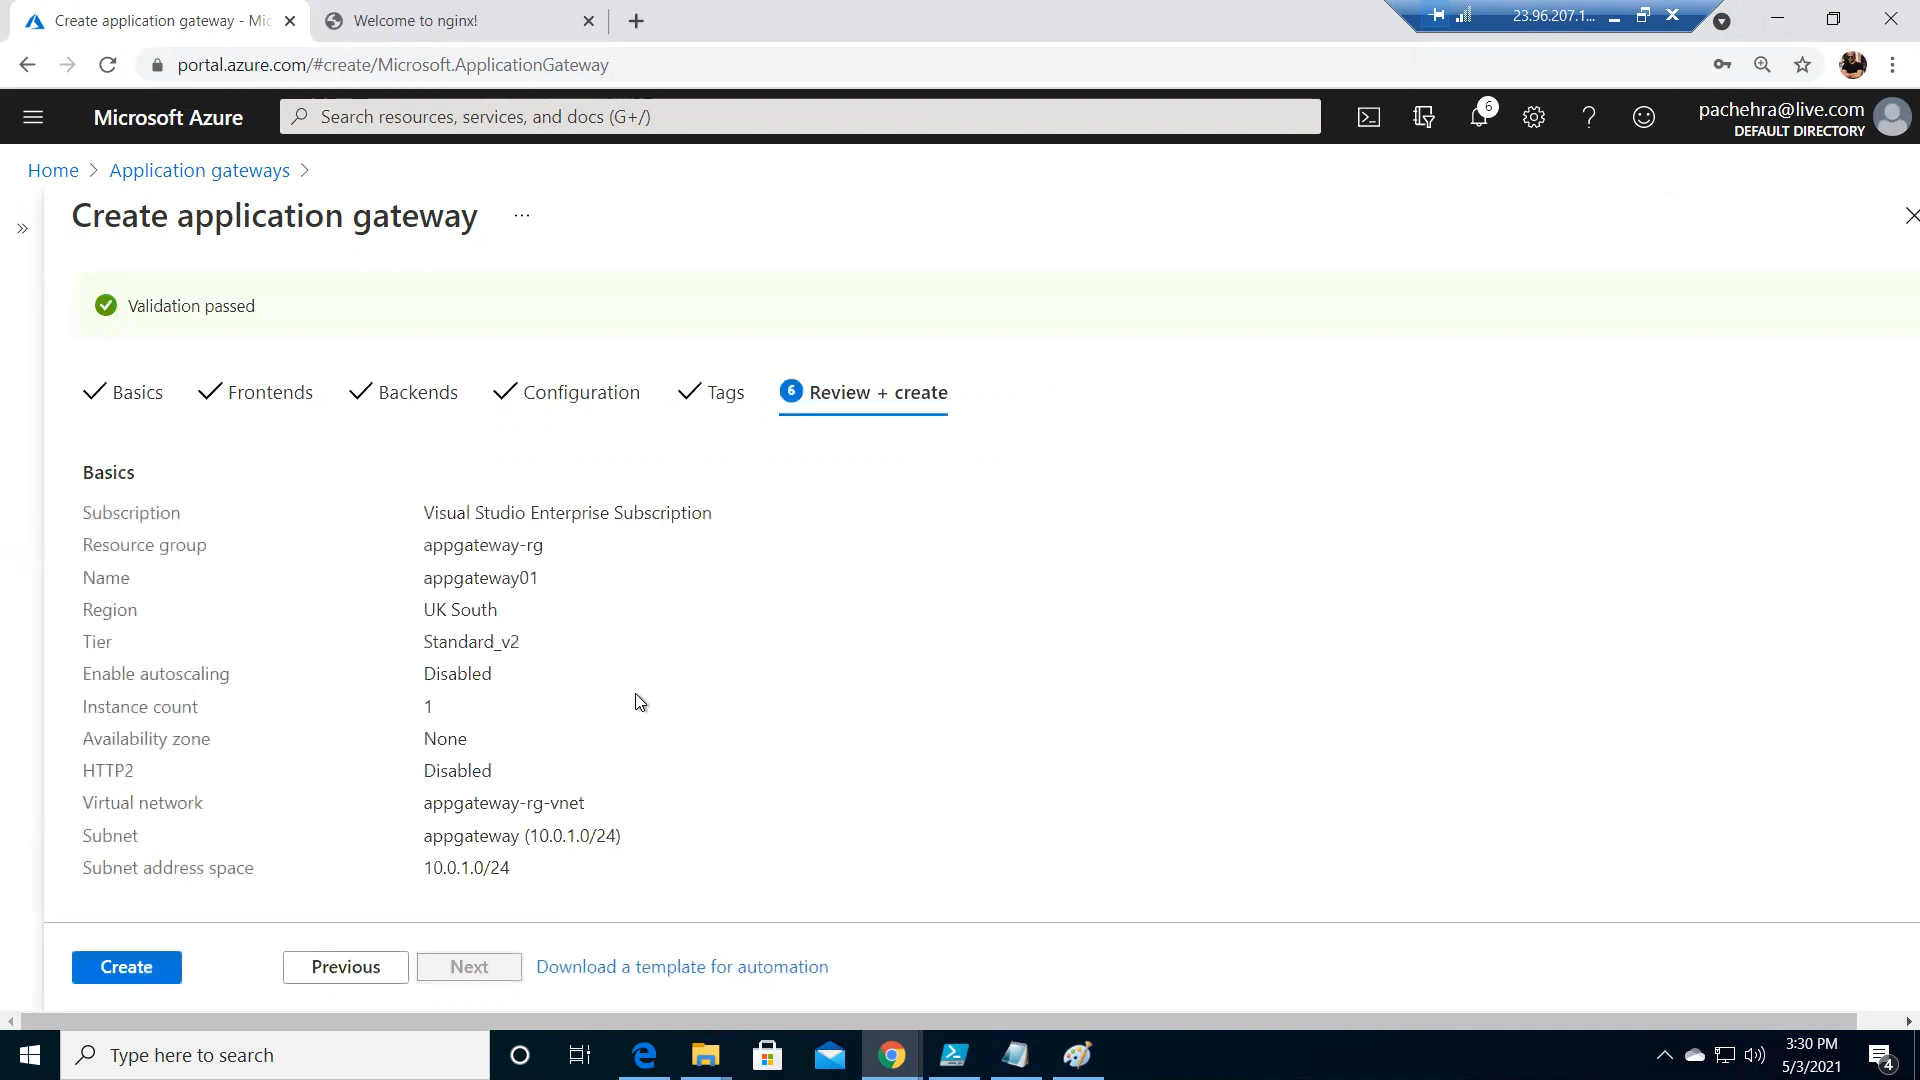 Create application gateway - Mic
Welcome to nginx!
23.96.207.1...
portal.azure.com/#create/Microsoft.ApplicationGateway
Microsoft Azure
Search resources, services, and docs (G+/)
6
pachehra@live.com
DEFAULT DIRECTORY
Home > Application gateways >
Create application gateway ...
Validation passed
Basics
Frontends
Backends
Configuration
Tags
6 Review + create
Basics
Subscription Visual Studio Enterprise Subscription
Resource group appgateway-rg
Name appgateway01
Region UK South
Tier Standard_v2
Enable autoscaling Disabled
Instance count 1
Availability zone None
HTTP2 Disabled
Virtual network appgateway-rg-vnet
Subnet appgateway (10.0.1.0/24)
Subnet address space 10.0.1.0/24
Create
Previous
Next
Download a template for automation
Type here to search
3:30 PM
5/3/2021
4